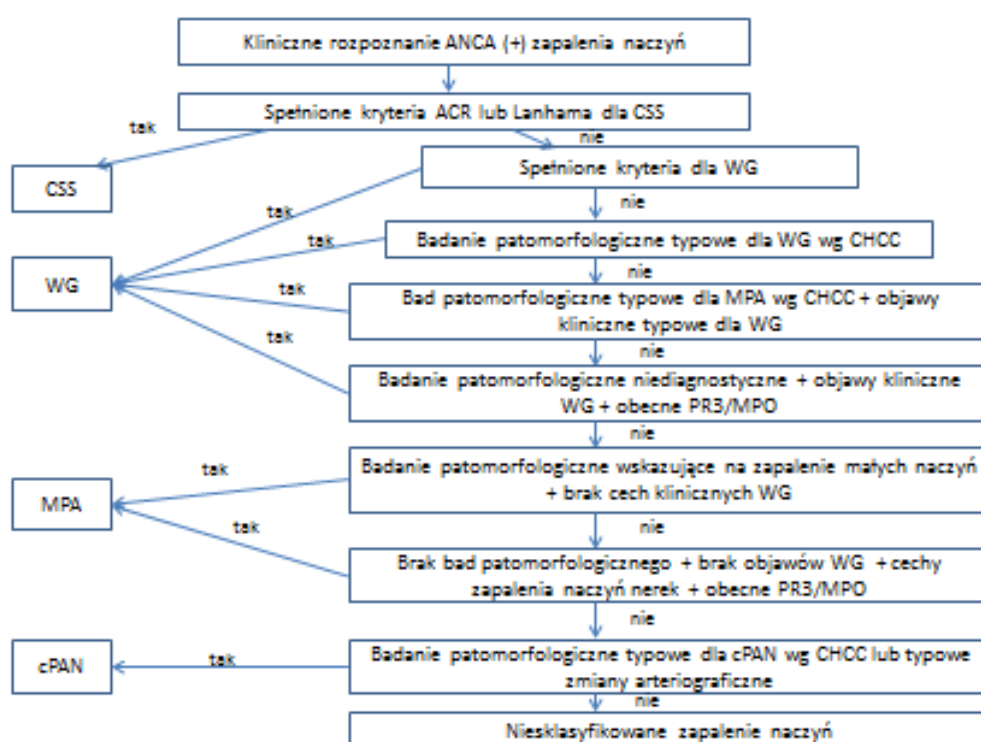 Kliniczne rozpoznanie ANCA (+) zapalenia naczyń
Spełnione kryteria ACR lub Lanhama dla CSS
tak
nie
CSS
Spełnione kryteria dla WG
tak
nie
Badanie patomorfologiczne typowe dla WG wg CHCC
tak
nie
WG
Bad patomorfologiczne typowe dla MPA wg CHCC + objawy
kliniczne typowe dla WG
tak
nie
Badanie patomorfologiczne niediagnostyczne + objawy kliniczne
WG + obecne PR3/MPO
tak
nie
Badanie patomorfologiczne wskazujące na zapalenie małych naczyń
+ brak cech klinicznych WG
tak
nie
MPA
Brak bad patomorfologicznego + brak objawów WG + cechy
zapalenia naczyń nerek + obecne PR3/MPO
tak
nie
Badanie patomorfologiczne typowe dla cPAN wg CHCC lub typowe
zmiany arteriograficzne
tak
cPAN
nie
Niesklasyfikowane zapalenie naczyń